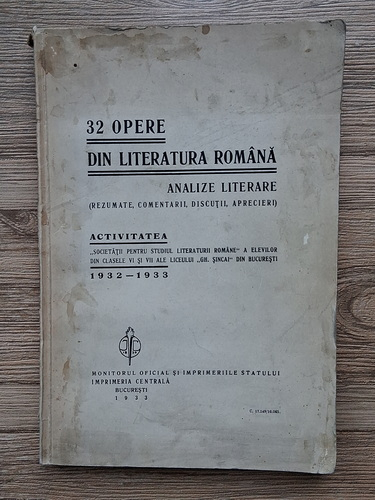 32 OPERE
DIN LITERATURA ROMÂNĂ
ANALIZE LITERARE
(REZUMATE, COMENTARII, DISCUȚII, APRECIERI)
ACTIVITATEA
„SOCIETĂȚII PENTRU STUDIUL LITERATURII ROMÂNE” A ELEVILOR
DIN CLASELE VI ȘI VII ALE LICEULUI „GH. ȘINCAI” DIN BUCUREȘTI
1932—1933
MONITORUL OFICIAL ȘI IMPRIMERIILE STATULUI
IMPRIMERIA CENTRALĂ
BUCUREȘTI
1933